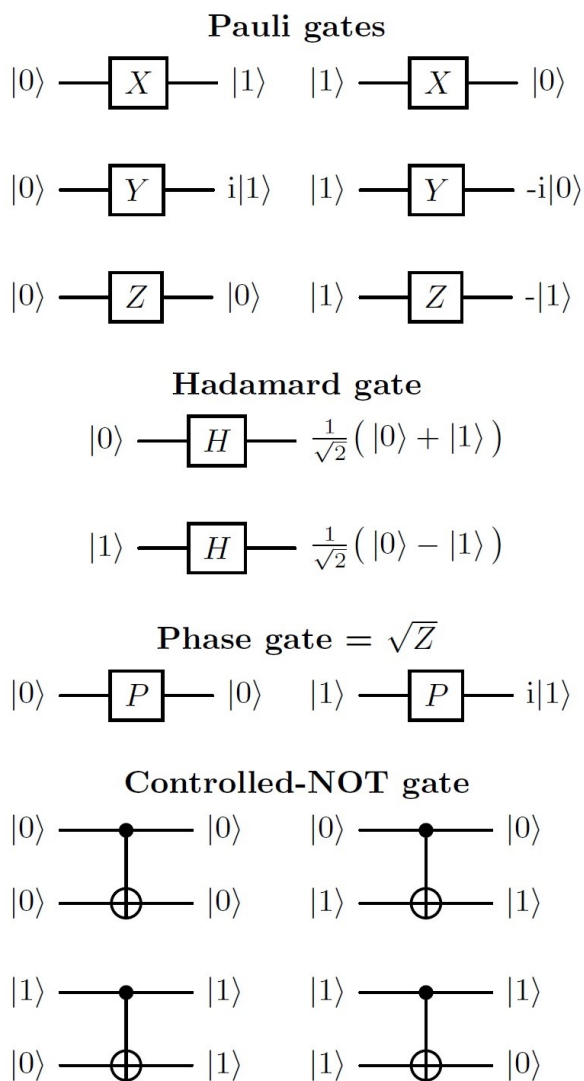 Pauli gates
|0⟩ X |1⟩ |1⟩ X |0⟩
|0⟩ Y i|1⟩ |1⟩ Y -i|0⟩
|0⟩ Z |0⟩ |1⟩ Z -|1⟩
Hadamard gate
|0⟩ H 1/√2 ( |0⟩ + |1⟩ )
|1⟩ H 1/√2 ( |0⟩ − |1⟩ )
Phase gate = √Z
|0⟩ P |0⟩ |1⟩ P i|1⟩
Controlled-NOT gate
|0⟩ |0⟩ |0⟩ |0⟩
|0⟩ |0⟩ |1⟩ |1⟩
|1⟩ |1⟩ |1⟩ |1⟩
|0⟩ |1⟩ |1⟩ |0⟩